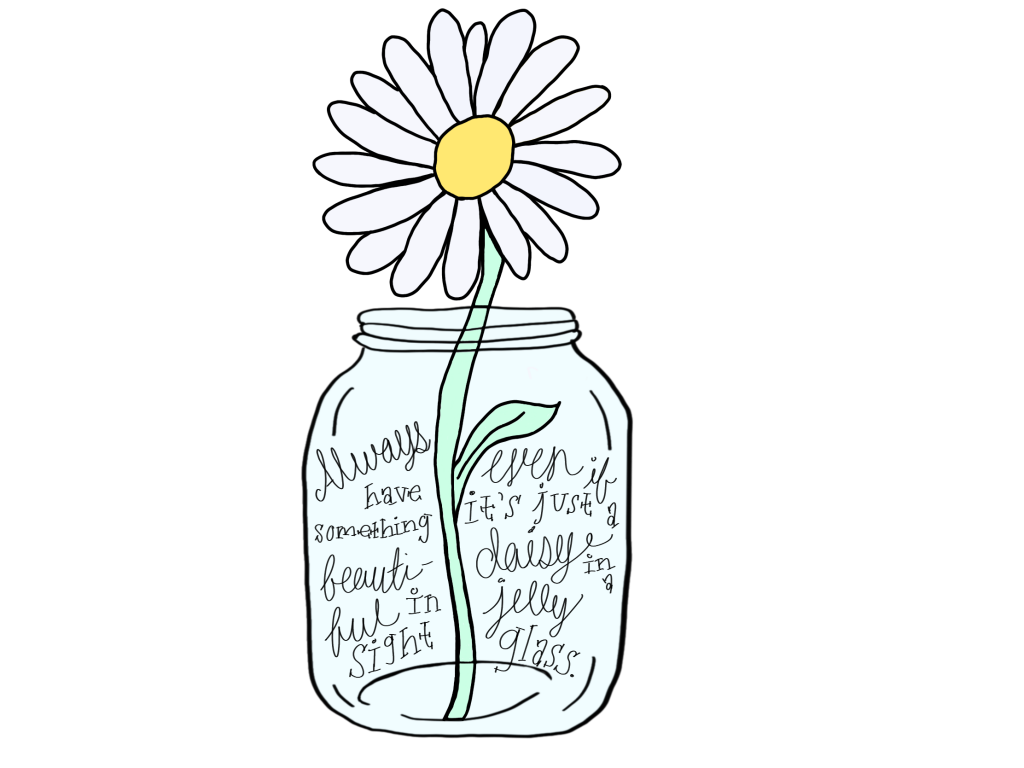 Always
have
something
beauti-
ful in
sight
even if
it's just a
daisy in a
jelly
glass.